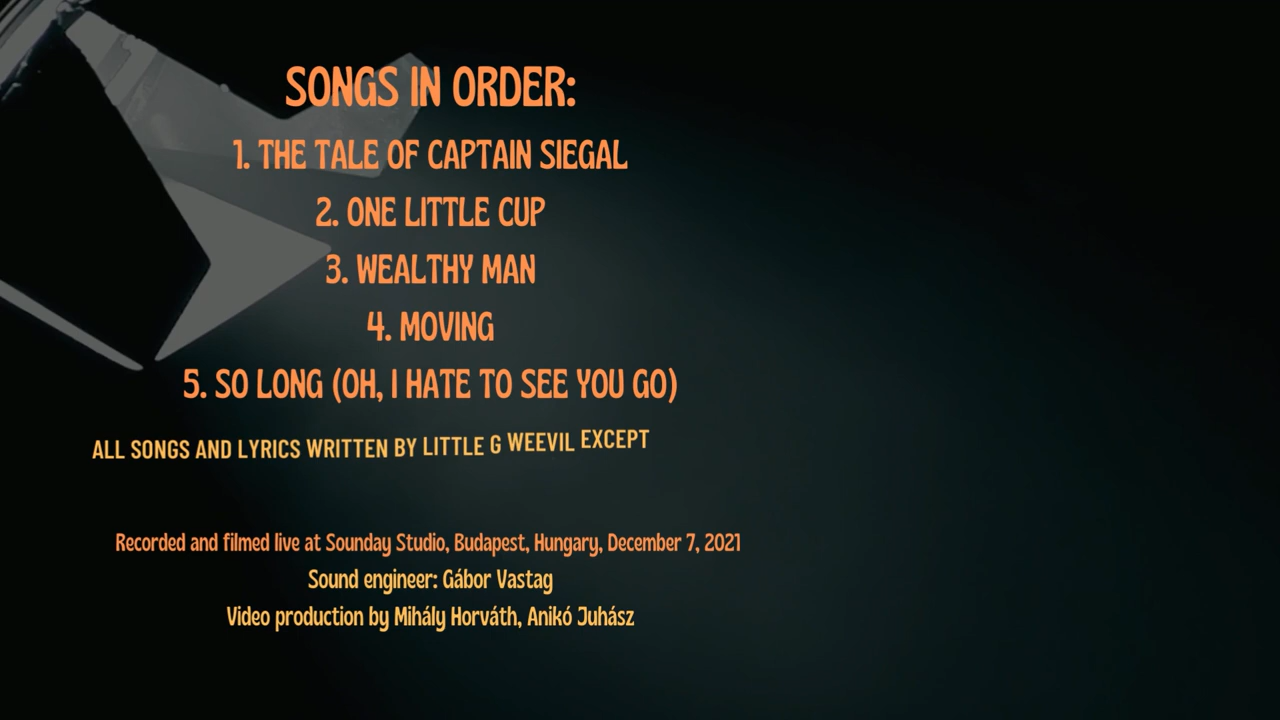 SONGS IN ORDER:
1. THE TALE OF CAPTAIN SIEGAL
2. ONE LITTLE CUP
3. WEALTHY MAN
4. MOVING
5. SO LONG (OH, I HATE TO SEE YOU GO)
ALL SONGS AND LYRICS WRITTEN BY LITTLE G WEEVIL EXCEPT
Recorded and filmed live at Sounday Studio, Budapest, Hungary, December 7, 2021
Sound engineer: Gábor Vastag
Video production by Mihály Horváth, Anikó Juhász